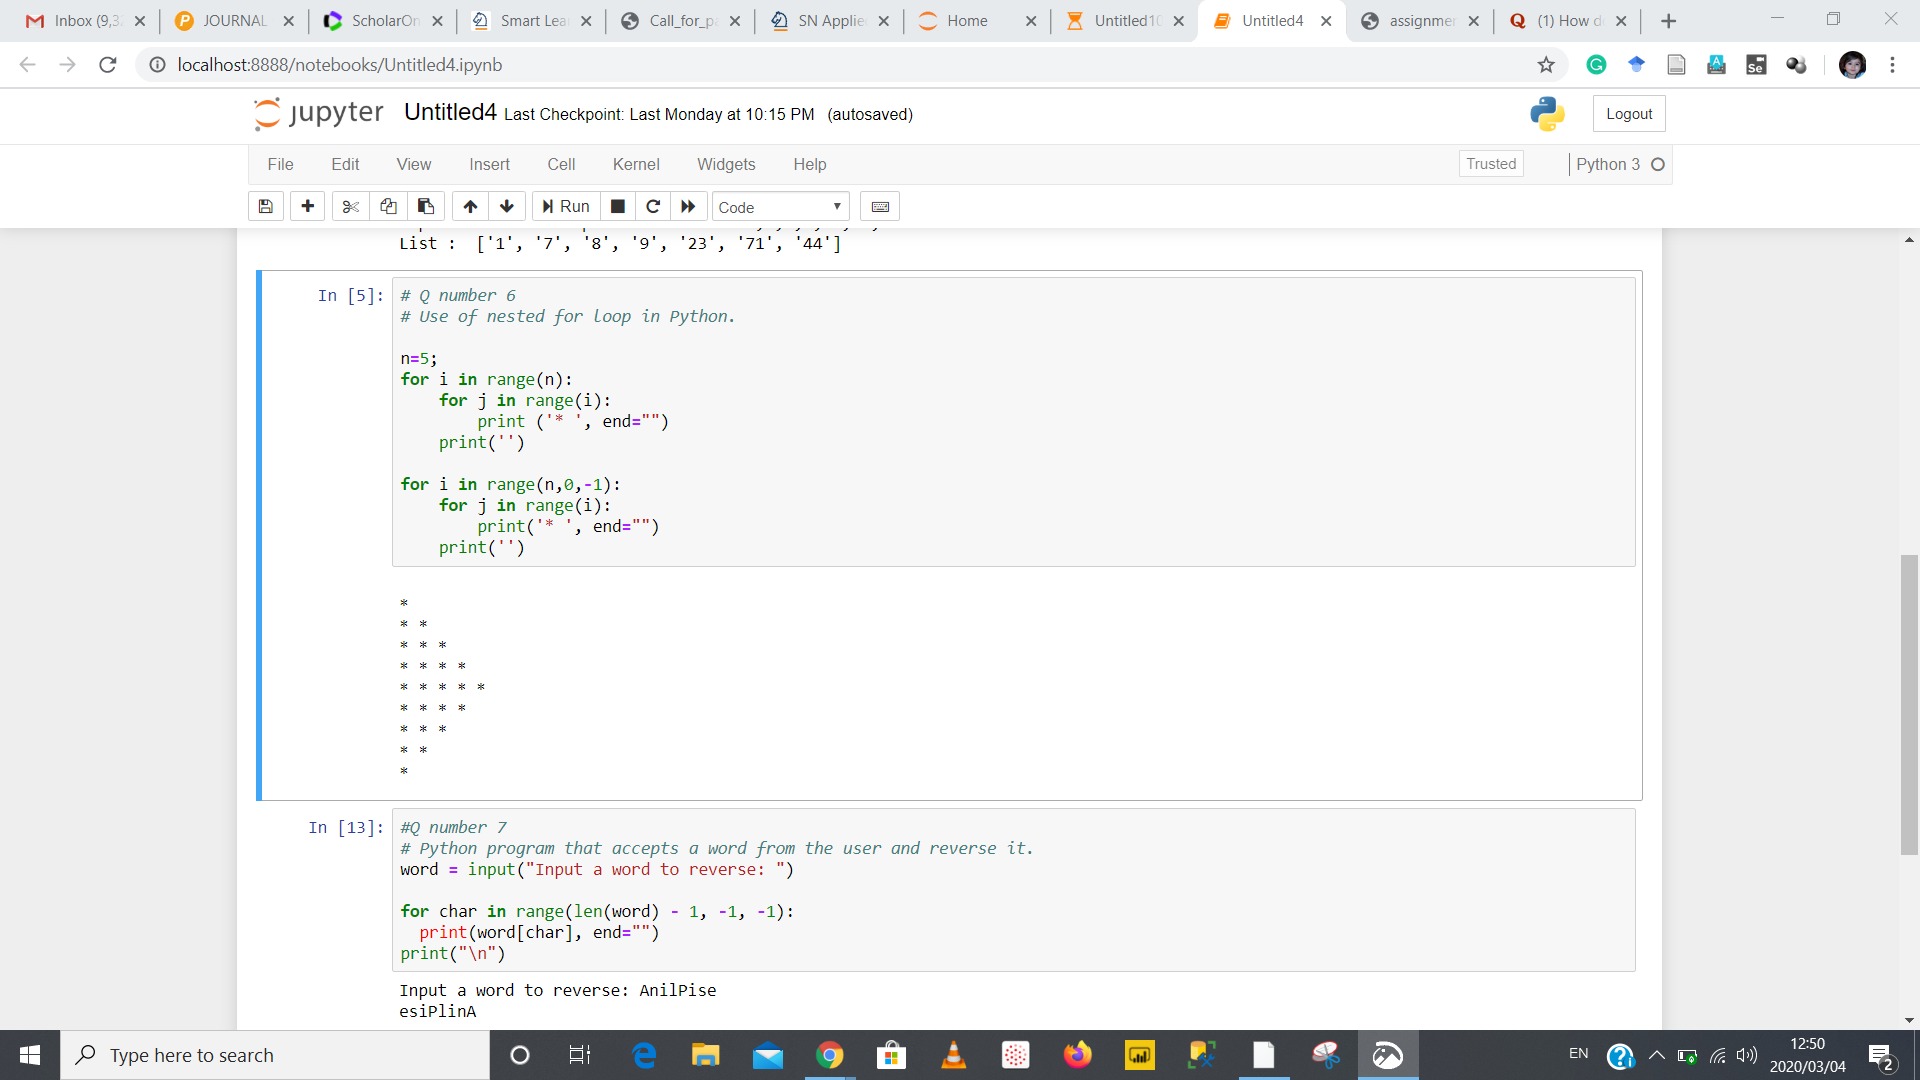 Inbox (9,3
JOURNAL
ScholarOn
Smart Lea
Call_for_pa
SN Applie
Home
Untitled10
Untitled4
assignmen
(1) How d
localhost:8888/notebooks/Untitled4.ipynb
jupyter Untitled4 Last Checkpoint: Last Monday at 10:15 PM (autosaved)
Logout
File Edit View Insert Cell Kernel Widgets Help
Trusted
Python 3
Run
Code
List :  ['1', '7', '8', '9', '23', '71', '44']
In [5]:
# Q number 6
# Use of nested for loop in Python.
n=5;
for i in range(n):
    for j in range(i):
        print ('* ', end="")
    print('')
for i in range(n,0,-1):
    for j in range(i):
        print('* ', end="")
    print('')
*
* *
* * *
* * * *
* * * * *
* * * *
* * *
* *
*
In [13]:
#Q number 7
# Python program that accepts a word from the user and reverse it.
word = input("Input a word to reverse: ")
for char in range(len(word) - 1, -1, -1):
  print(word[char], end="")
print("\n")
Input a word to reverse: AnilPise
esiPlinA
Type here to search
EN
12:50
2020/03/04
2